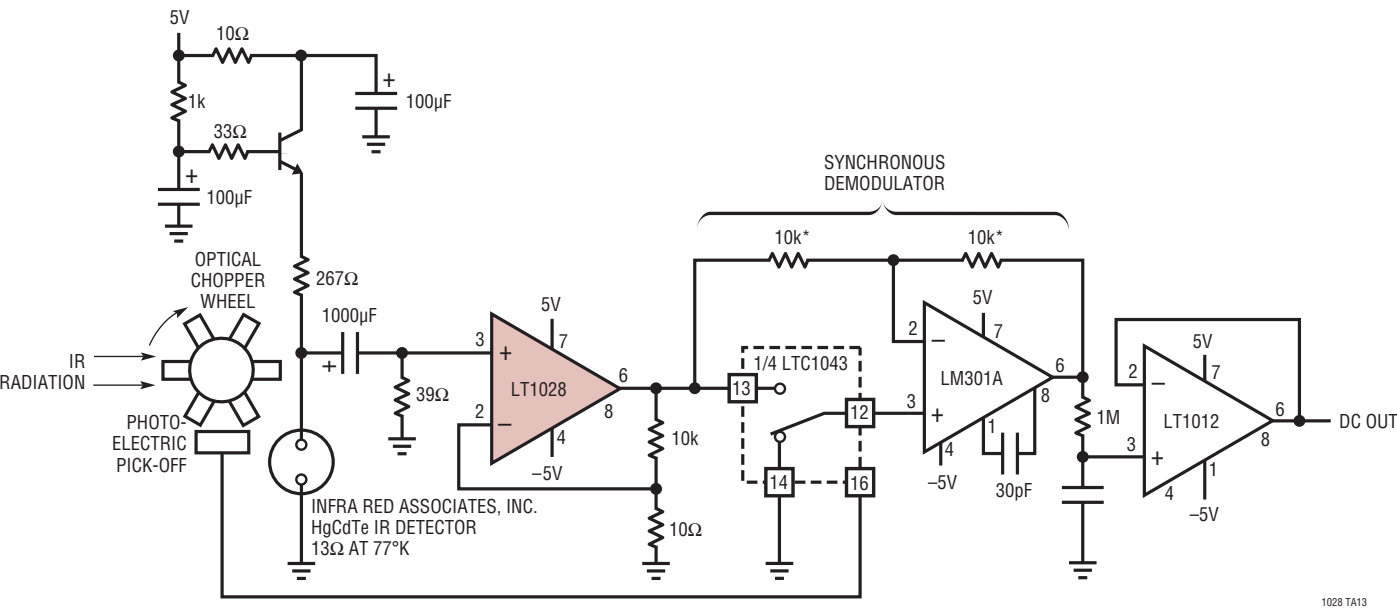 5V
10Ω
1k
+
100µF
33Ω
+
100µF
SYNCHRONOUS
DEMODULATOR
10k*
10k*
OPTICAL
CHOPPER
WHEEL
267Ω
1000µF
+
IR
RADIATION
PHOTO-
ELECTRIC
PICK-OFF
INFRA RED ASSOCIATES, INC.
HgCdTe IR DETECTOR
13Ω AT 77°K
39Ω
5V
3
7
+
LT1028
6
2
–
8
4
–5V
10k
10Ω
1/4 LTC1043
13
12
14
16
5V
2
7
–
LM301A
6
3
+
8
1
4
–5V
30pF
1M
5V
2
7
–
LT1012
6
3
+
8
4
1
–5V
DC OUT
1028 TA13